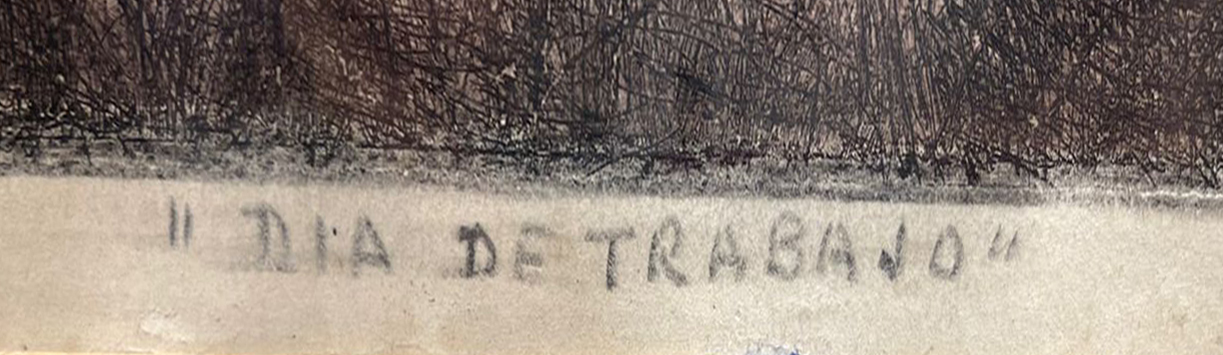 " DIA DE TRABAJO "